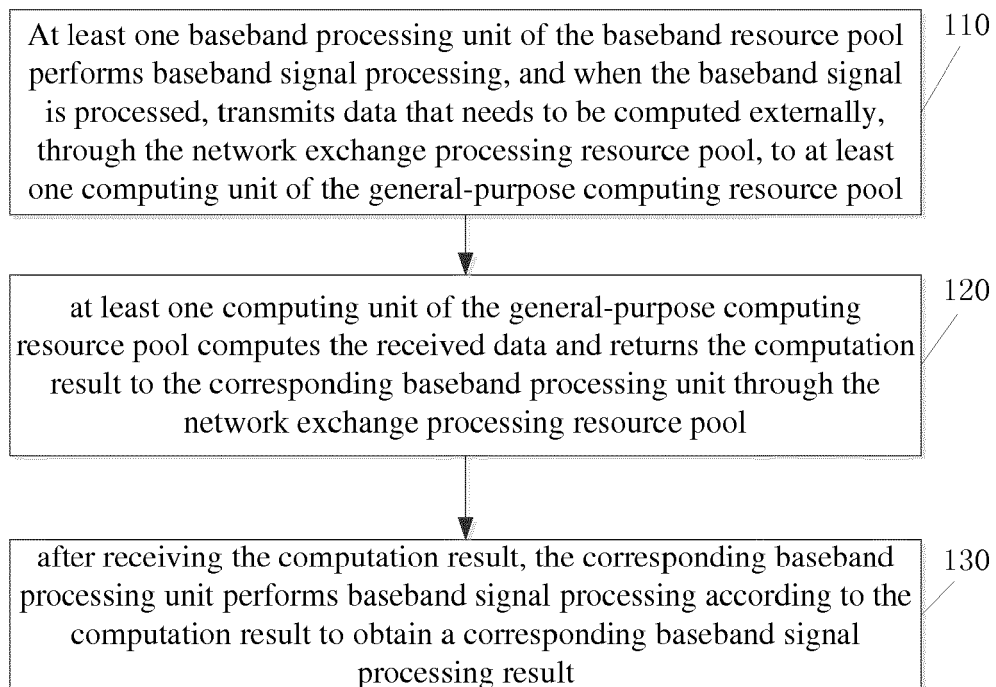 At least one baseband processing unit of the baseband resource pool
performs baseband signal processing, and when the baseband signal
is processed, transmits data that needs to be computed externally,
through the network exchange processing resource pool, to at least
one computing unit of the general-purpose computing resource pool
110
at least one computing unit of the general-purpose computing
resource pool computes the received data and returns the computation
result to the corresponding baseband processing unit through the
network exchange processing resource pool
120
after receiving the computation result, the corresponding baseband
processing unit performs baseband signal processing according to the
computation result to obtain a corresponding baseband signal
processing result
130